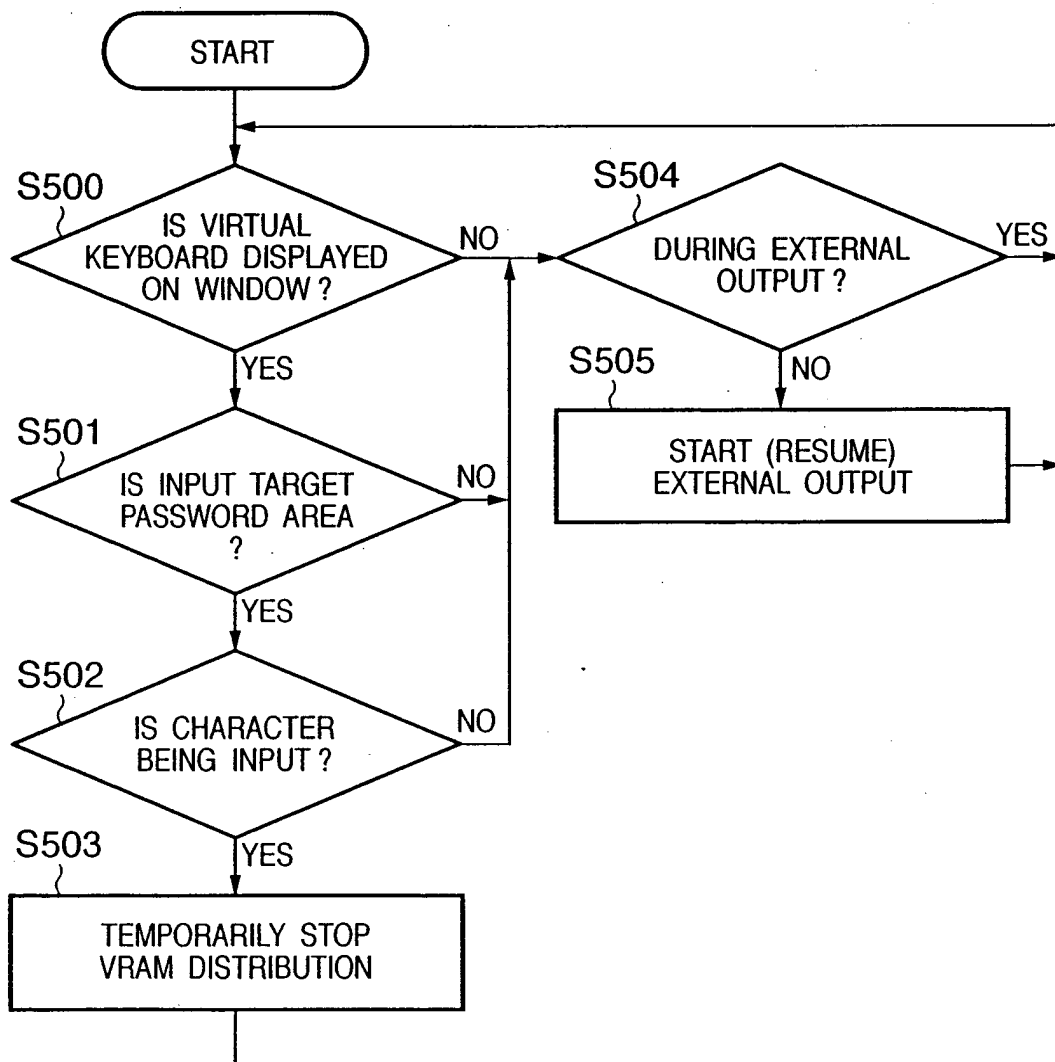 START
S500
IS VIRTUAL
KEYBOARD DISPLAYED
ON WINDOW ?
NO
YES
S504
DURING EXTERNAL
OUTPUT ?
YES
NO
S505
START (RESUME)
EXTERNAL OUTPUT
S501
IS INPUT TARGET
PASSWORD AREA
?
NO
YES
S502
IS CHARACTER
BEING INPUT ?
NO
YES
S503
TEMPORARILY STOP
VRAM DISTRIBUTION